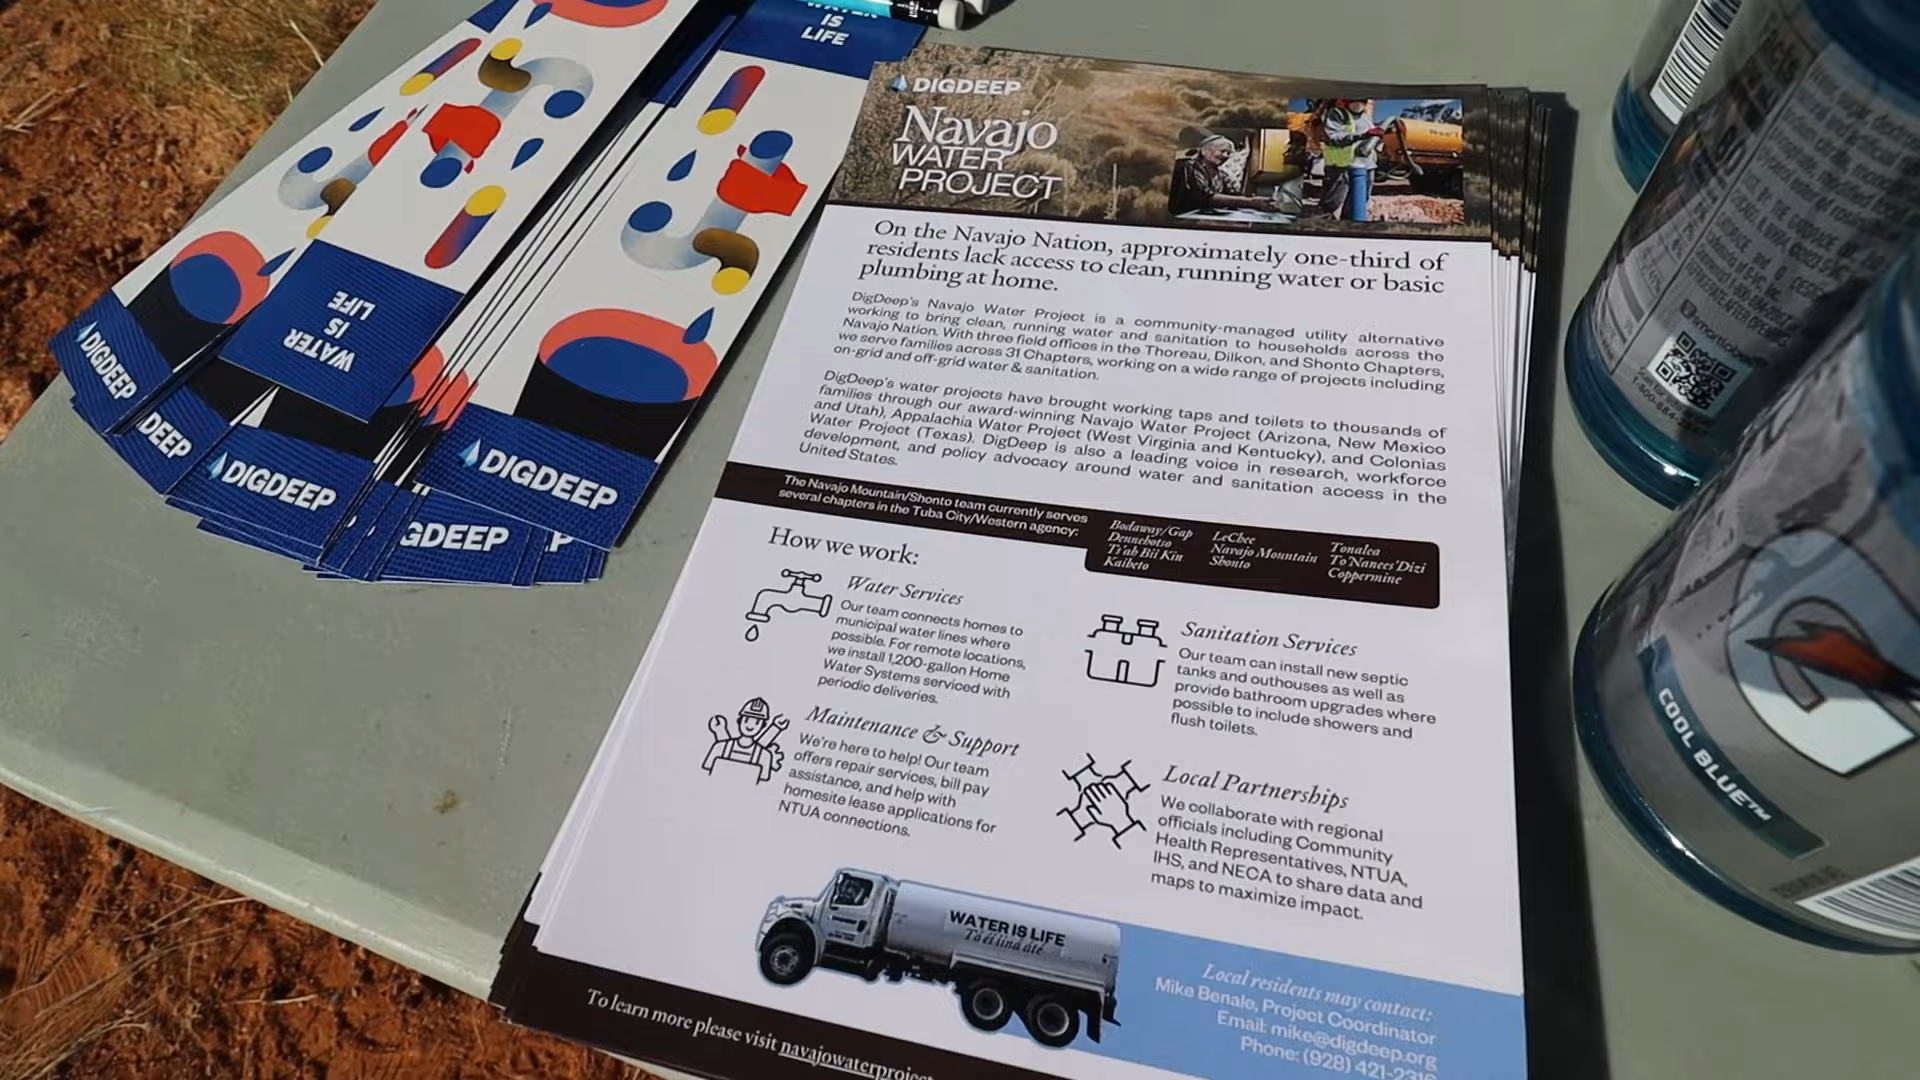 WATER
IS
LIFE
WATER
IS
LIFE
DIGDEEP
DEEP
DIGDEEP
GDEEP
DIGDEEP
DIGDEEP
Navajo
WATER
PROJECT
On the Navajo Nation, approximately one-third of
residents lack access to clean, running water or basic
plumbing at home.
DigDeep's Navajo Water Project is a community-managed utility alternative
working to bring clean, running water and sanitation to households across the
Navajo Nation. With three field offices in the Thoreau, Dilkon, and Shonto Chapters,
we serve families across 31 Chapters, working on a wide range of projects including
on-grid and off-grid water & sanitation.
DigDeep's water projects have brought working taps and toilets to thousands of
families through our award-winning Navajo Water Project (Arizona, New Mexico
and Utah), Appalachia Water Project (West Virginia and Kentucky), and Colonias
Water Project (Texas). DigDeep is also a leading voice in research, workforce
development, and policy advocacy around water and sanitation access in the
United States.
The Navajo Mountain/Shonto team currently serves
several chapters in the Tuba City/Western agency:
Bodaway/Gap
Dennehotso
Ts'ah Bii Kin
Kaibeto
LeChee
Navajo Mountain
Shonto
Tonalea
To'Nanees'Dizi
Coppermine
How we work:
Water Services
Our team connects homes to
municipal water lines where
possible. For remote locations,
we install 1,200-gallon Home
Water Systems serviced with
periodic deliveries.
Sanitation Services
Our team can install new septic
tanks and outhouses as well as
provide bathroom upgrades where
possible to include showers and
flush toilets.
Maintenance & Support
We're here to help! Our team
offers repair services, bill pay
assistance, and help with
homesite lease applications for
NTUA connections.
Local Partnerships
We collaborate with regional
officials including Community
Health Representatives, NTUA,
IHS, and NECA to share data and
maps to maximize impact.
WATER IS LIFE
Local residents may contact:
Mike Benale, Project Coordinator
Email: mike@digdeep.org
Phone: (928) 421-2316
To learn more please visit navajowaterproject
COOL BLUE™